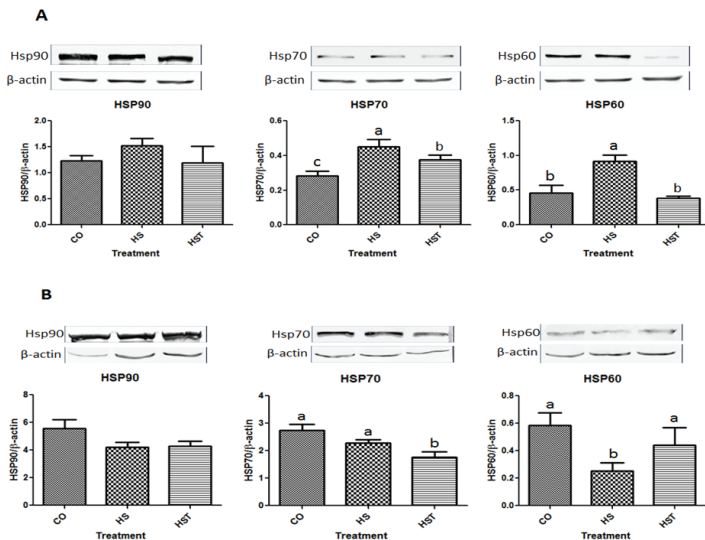 A
Hsp90
β-actin
HSP90
HSP90/β-actin
2.0
1.5
1.0
0.5
0.0
CO
HS
HST
Treatment
Hsp70
β-actin
HSP70
HSP70/β-actin
0.6
0.4
0.2
0.0
c
a
b
CO
HS
HST
Treatment
Hsp60
β-actin
HSP60
HSP60/β-actin
1.5
1.0
0.5
0.0
b
a
b
CO
HS
HST
Treatment
B
Hsp90
β-actin
HSP90
HSP90/β-actin
8
6
4
2
0
CO
HS
HST
Treatment
Hsp70
β-actin
HSP70
HSP70/β-actin
4
3
2
1
0
a
a
b
CO
HS
HST
Treatment
Hsp60
β-actin
HSP60
HSP60/β-actin
0.8
0.6
0.4
0.2
0.0
a
b
a
CO
HS
HST
Treatment